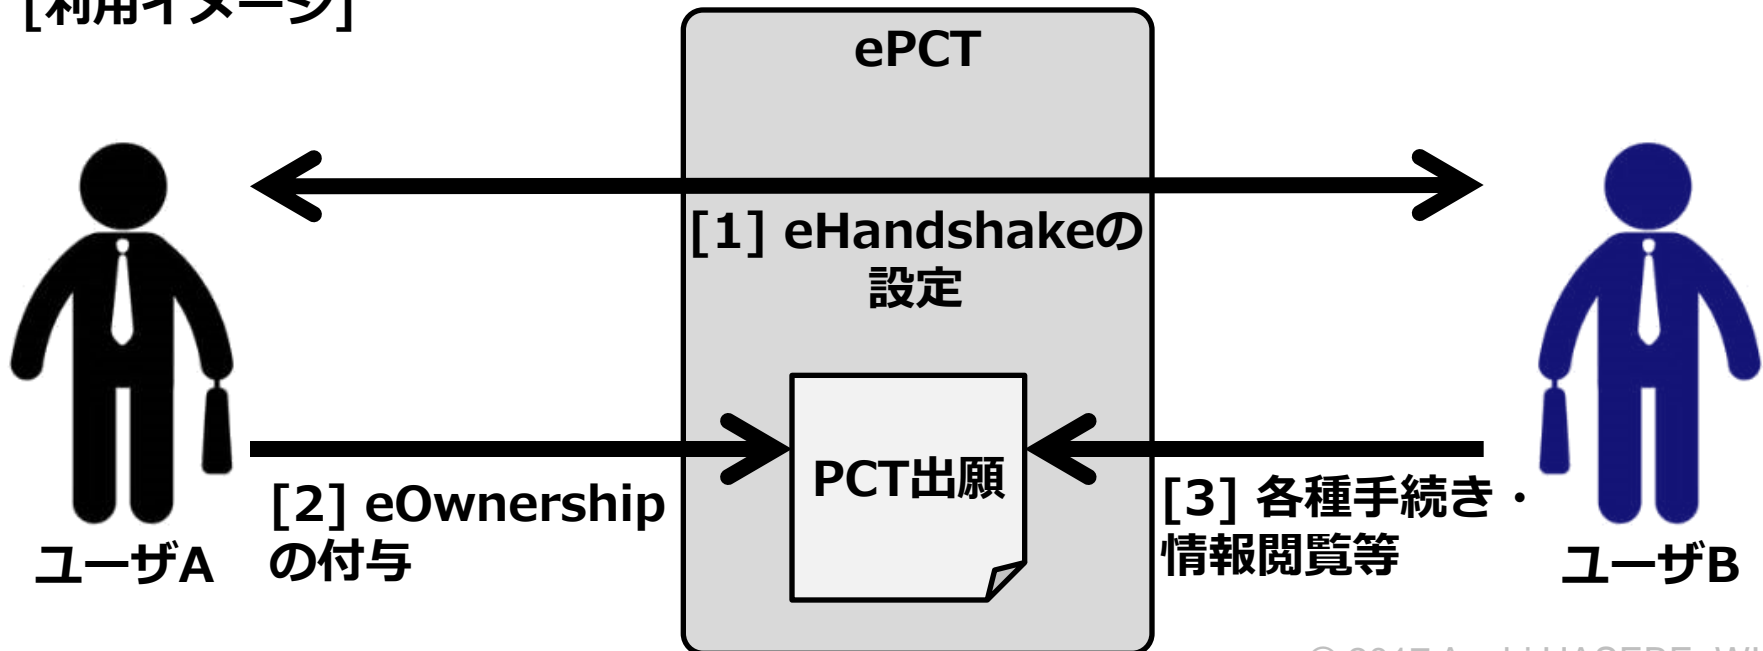 [利用イメージ]
ePCT
[1] eHandshakeの
設定
PCT出願
[2] eOwnership
の付与
[3] 各種手続き・
情報閲覧等
ユーザA
ユーザB